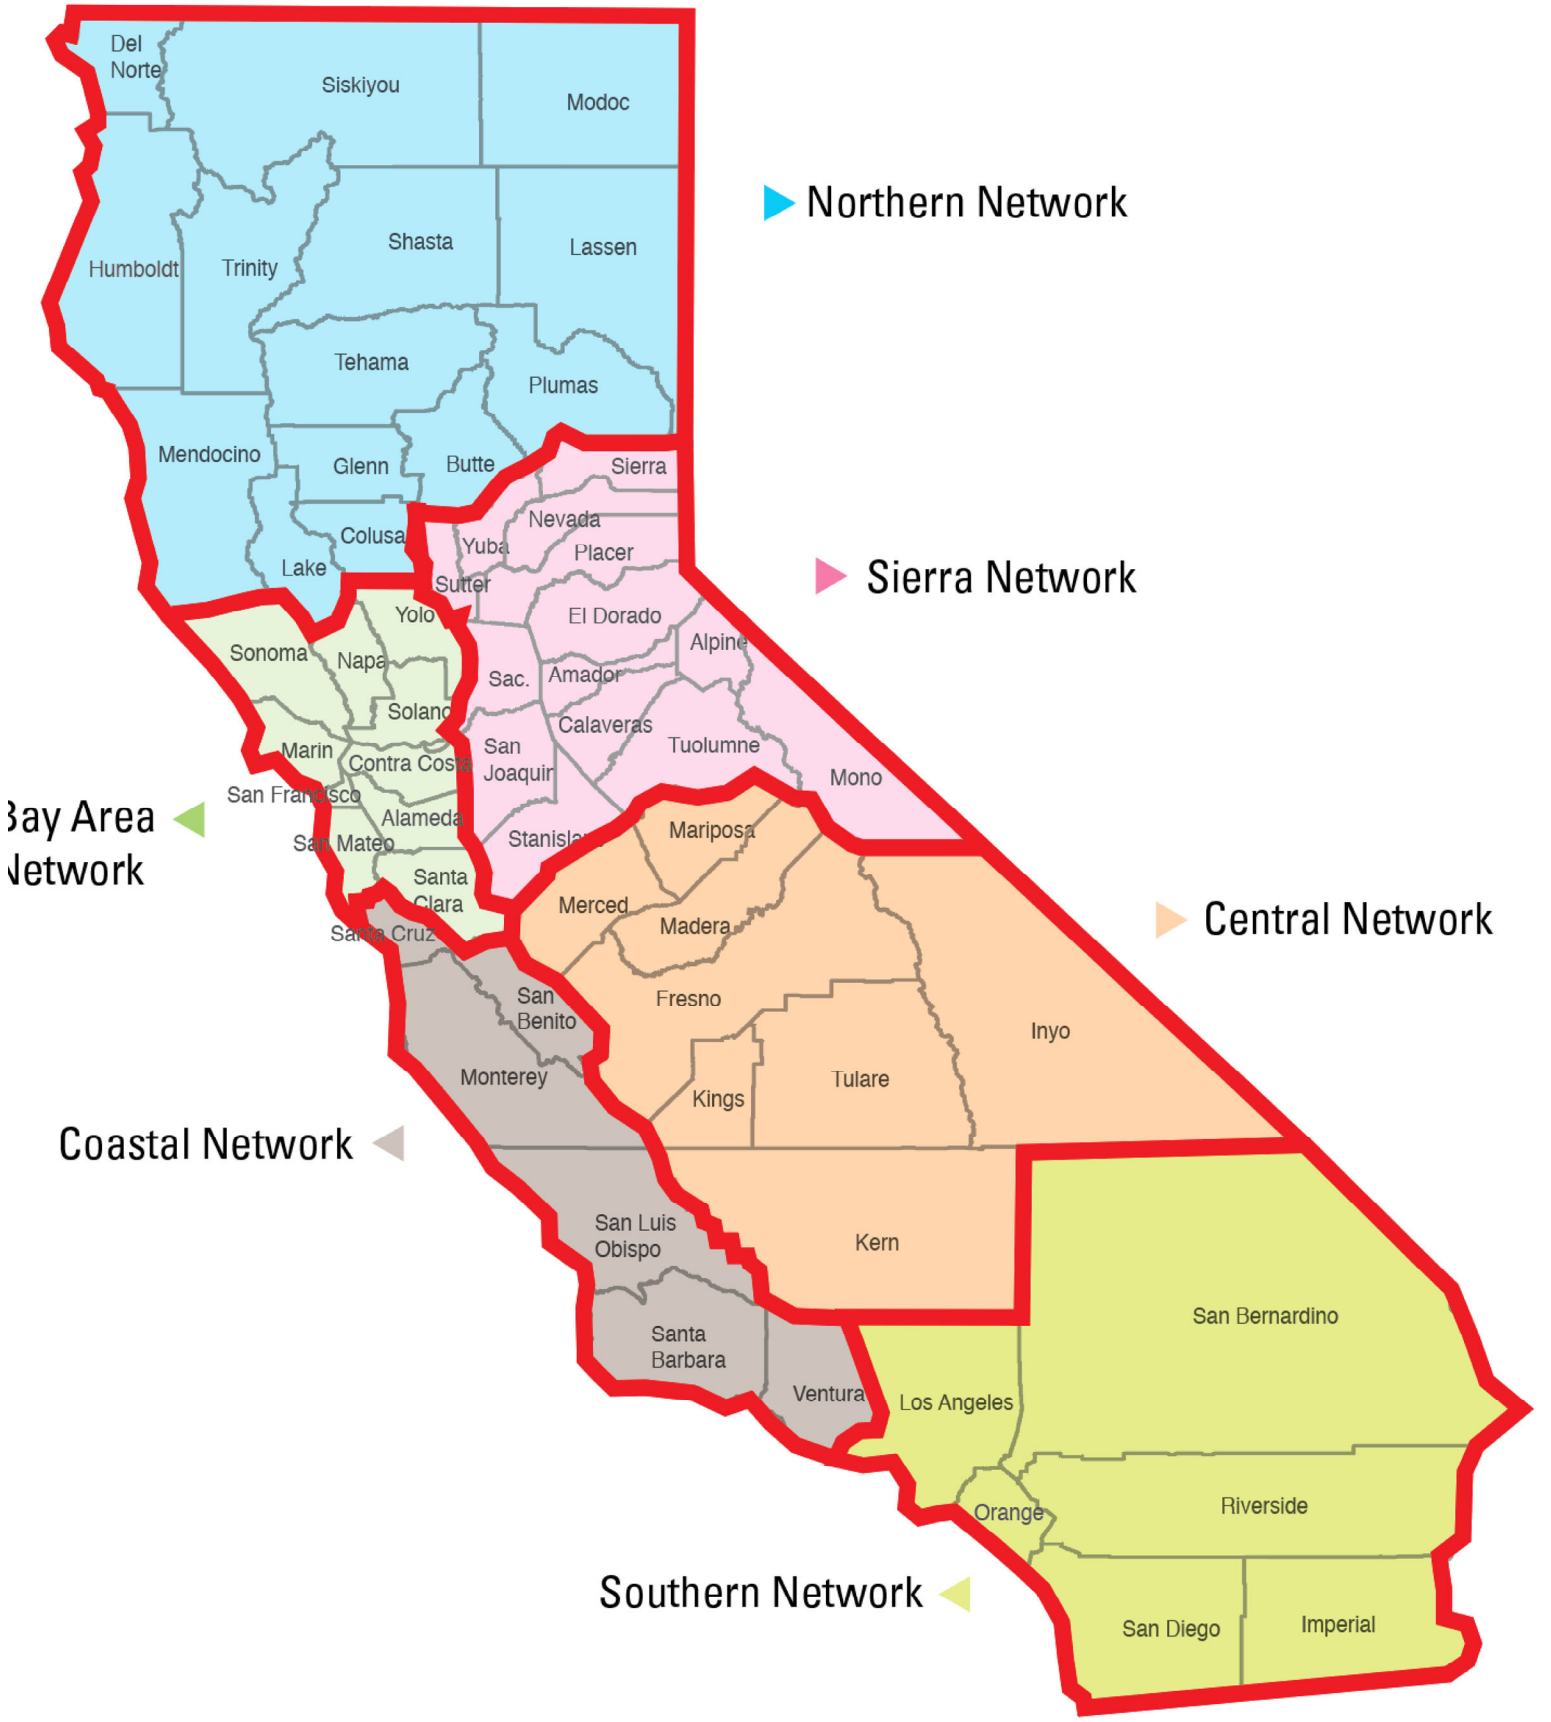 Del
Norte
Siskiyou
Modoc
Northern Network
Shasta
Lassen
Humboldt
Trinity
Tehama
Plumas
Mendocino
Glenn
Butte
Sierra
Nevada
Colusa
Yuba
Placer
Lake
Sutter
Sierra Network
Yolo
El Dorado
Sonoma
Napa
Alpine
Sac.
Amador
Solano
Calaveras
Marin
San
Joaquin
Tuolumne
Contra Costa
Mono
San Francisco
Bay Area
Network
Alameda
Mariposa
San Mateo
Stanisla
Santa
Clara
Merced
Madera
Central Network
Santa Cruz
San
Benito
Fresno
Inyo
Monterey
Kings
Tulare
Coastal Network
San Luis
Obispo
Kern
San Bernardino
Santa
Barbara
Ventura
Los Angeles
Orange
Riverside
Southern Network
San Diego
Imperial